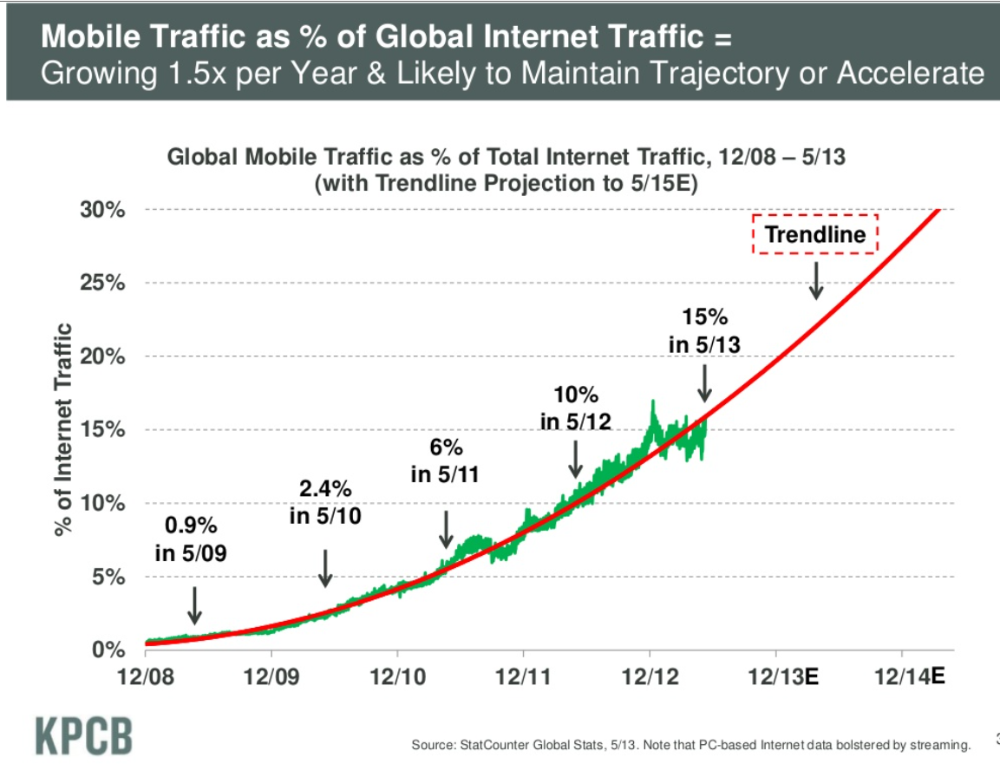 Mobile Traffic as % of Global Internet Traffic =
Growing 1.5x per Year & Likely to Maintain Trajectory or Accelerate
Global Mobile Traffic as % of Total Internet Traffic, 12/08 – 5/13
(with Trendline Projection to 5/15E)
% of Internet Traffic
30%
25%
20%
15%
10%
5%
0%
0.9%
in 5/09
2.4%
in 5/10
6%
in 5/11
10%
in 5/12
15%
in 5/13
Trendline
12/08
12/09
12/10
12/11
12/12
12/13E
12/14E
KPCB
Source: StatCounter Global Stats, 5/13. Note that PC-based Internet data bolstered by streaming.